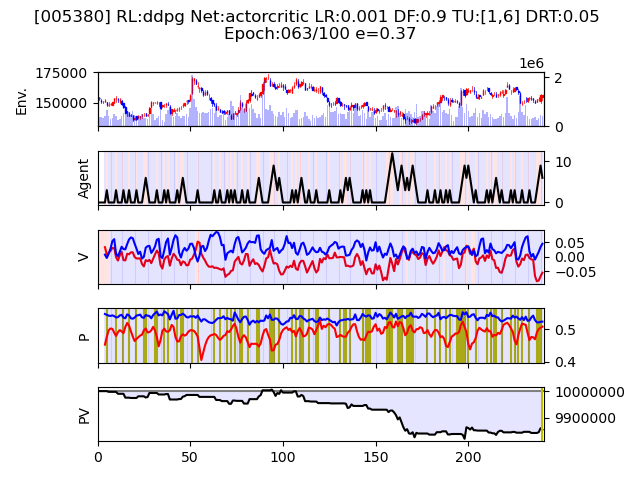 [005380] RL:ddpg Net:actorcritic LR:0.001 DF:0.9 TU:[1,6] DRT:0.05
Epoch:063/100 e=0.37
1e6
175000
150000
2
0
Env.
10
0
Agent
0.05
0.00
−0.05
V
0.5
0.4
P
10000000
9900000
PV
0 50 100 150 200